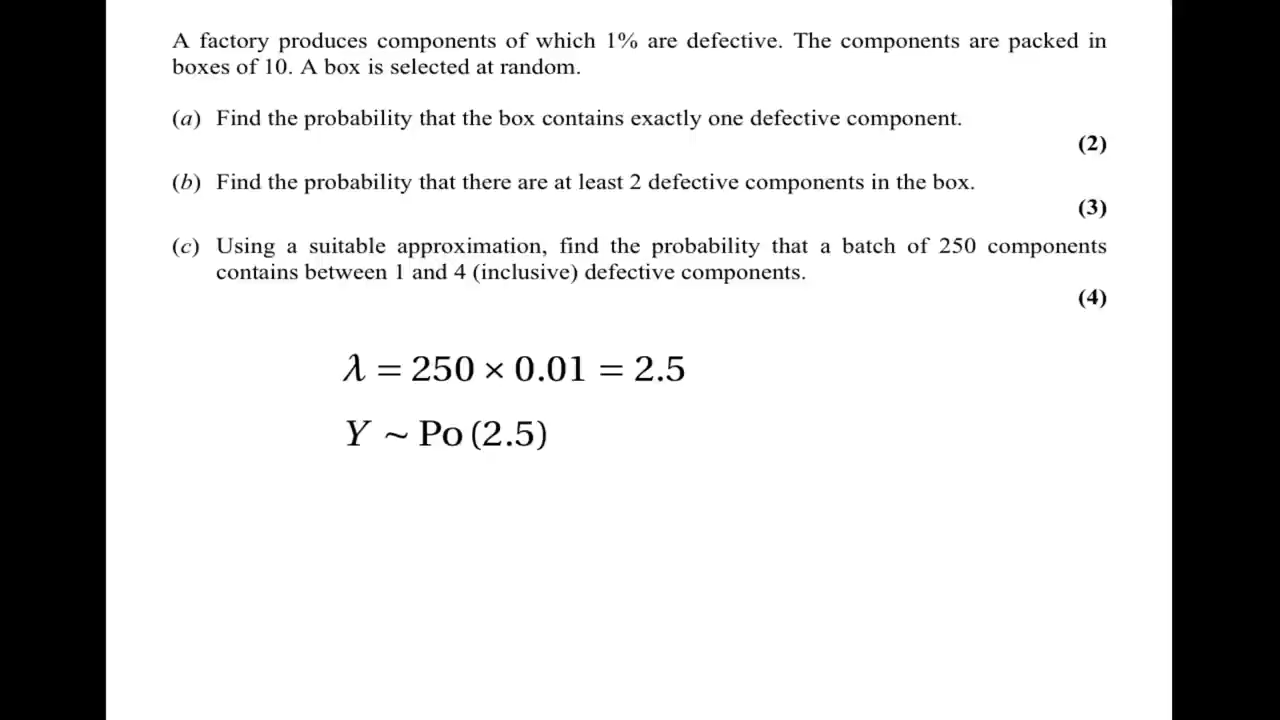 A factory produces components of which 1% are defective. The components are packed in
boxes of 10. A box is selected at random.
(a) Find the probability that the box contains exactly one defective component.
(2)
(b) Find the probability that there are at least 2 defective components in the box.
(3)
(c) Using a suitable approximation, find the probability that a batch of 250 components
contains between 1 and 4 (inclusive) defective components.
(4)
λ = 250 × 0.01 = 2.5
Y ~ Po (2.5)